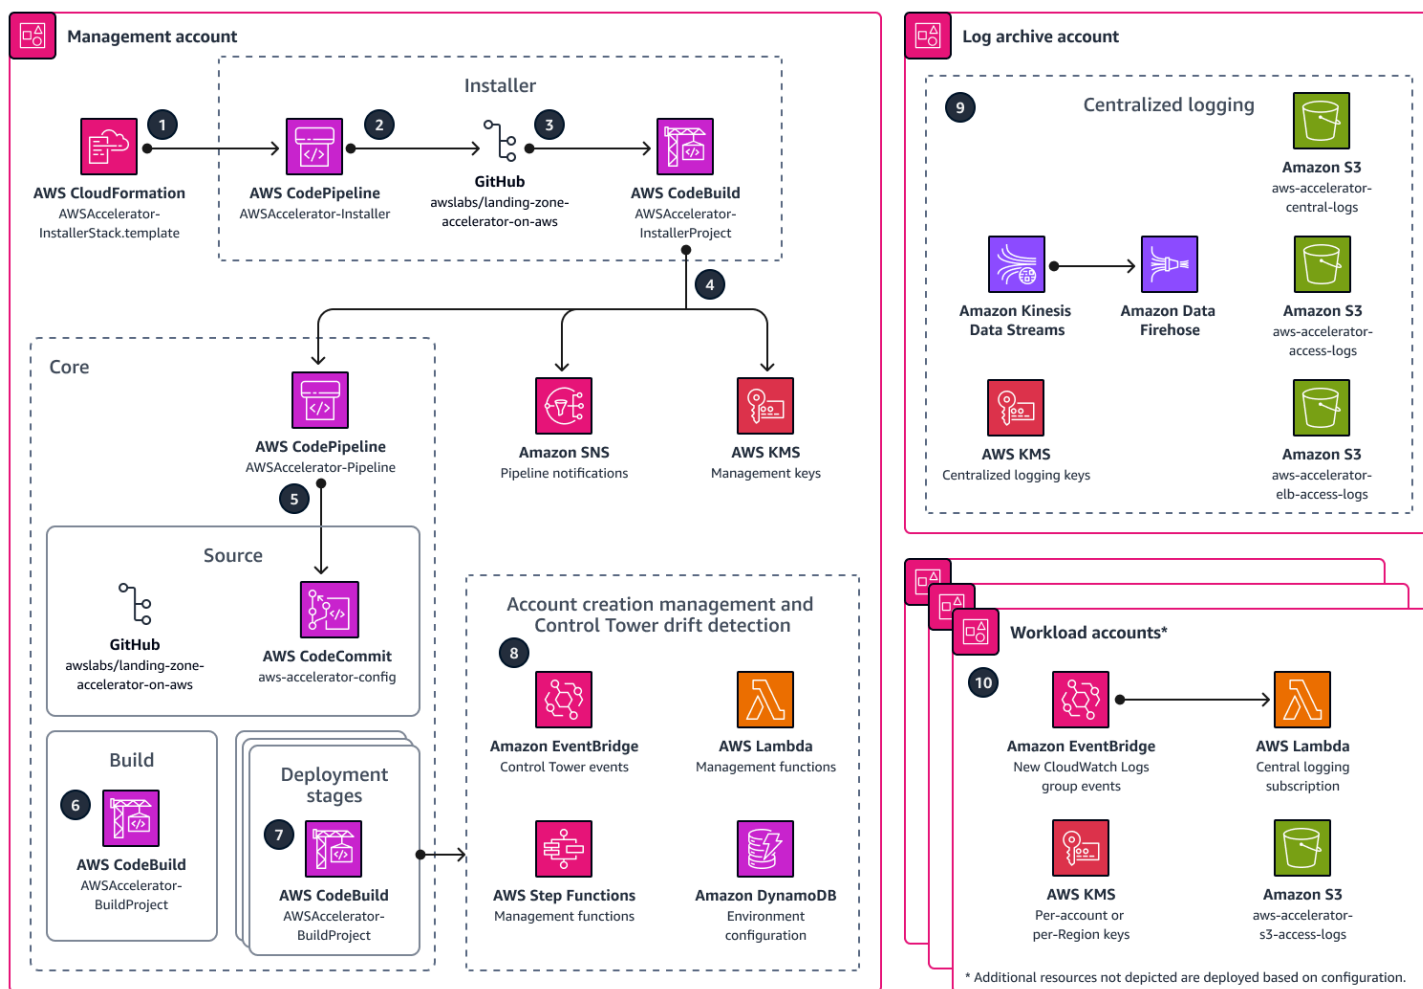 Management account
Installer
1
2
3
AWS CloudFormation
AWSAccelerator-
InstallerStack.template
AWS CodePipeline
AWSAccelerator-Installer
GitHub
awslabs/landing-zone-
accelerator-on-aws
AWS CodeBuild
AWSAccelerator-
InstallerProject
4
Core
AWS CodePipeline
AWSAccelerator-Pipeline
Amazon SNS
Pipeline notifications
AWS KMS
Management keys
5
Source
GitHub
awslabs/landing-zone-
accelerator-on-aws
AWS CodeCommit
aws-accelerator-config
Build
6
AWS CodeBuild
AWSAccelerator-
BuildProject
Deployment
stages
7
AWS CodeBuild
AWSAccelerator-
BuildProject
Account creation management and
Control Tower drift detection
8
Amazon EventBridge
Control Tower events
AWS Lambda
Management functions
AWS Step Functions
Management functions
Amazon DynamoDB
Environment
configuration
Log archive account
9
Centralized logging
Amazon S3
aws-accelerator-
central-logs
Amazon Kinesis
Data Streams
Amazon Data
Firehose
Amazon S3
aws-accelerator-
access-logs
AWS KMS
Centralized logging keys
Amazon S3
aws-accelerator-
elb-access-logs
Workload accounts*
10
Amazon EventBridge
New CloudWatch Logs
group events
AWS Lambda
Central logging
subscription
AWS KMS
Per-account or
per-Region keys
Amazon S3
aws-accelerator-
s3-access-logs
* Additional resources not depicted are deployed based on configuration.